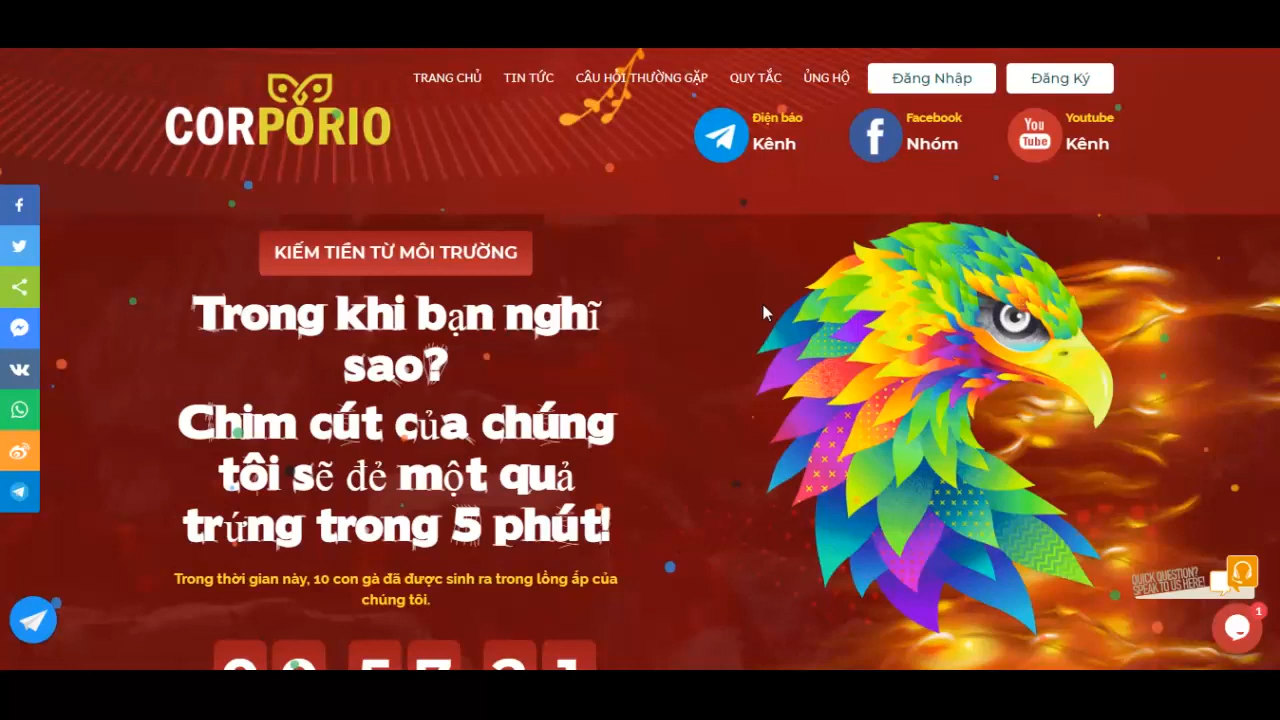 CORPORIO
TRANG CHỦ TIN TỨC CÂU HỎI THƯỜNG GẶP QUY TẮC ỦNG HỘ Đăng Nhập Đăng Ký
Điện báo
Kênh
Facebook
Nhóm
You
Tube
Youtube
Kênh
KIẾM TIỀN TỪ MÔI TRƯỜNG
Trong khi bạn nghĩ
sao?
Chim cút của chúng
tôi sẽ đẻ một quả
trứng trong 5 phút!
Trong thời gian này, 10 con gà đã được sinh ra trong lồng ấp của
chúng tôi.
QUICK QUESTION?
SPEAK TO US HERE!
1